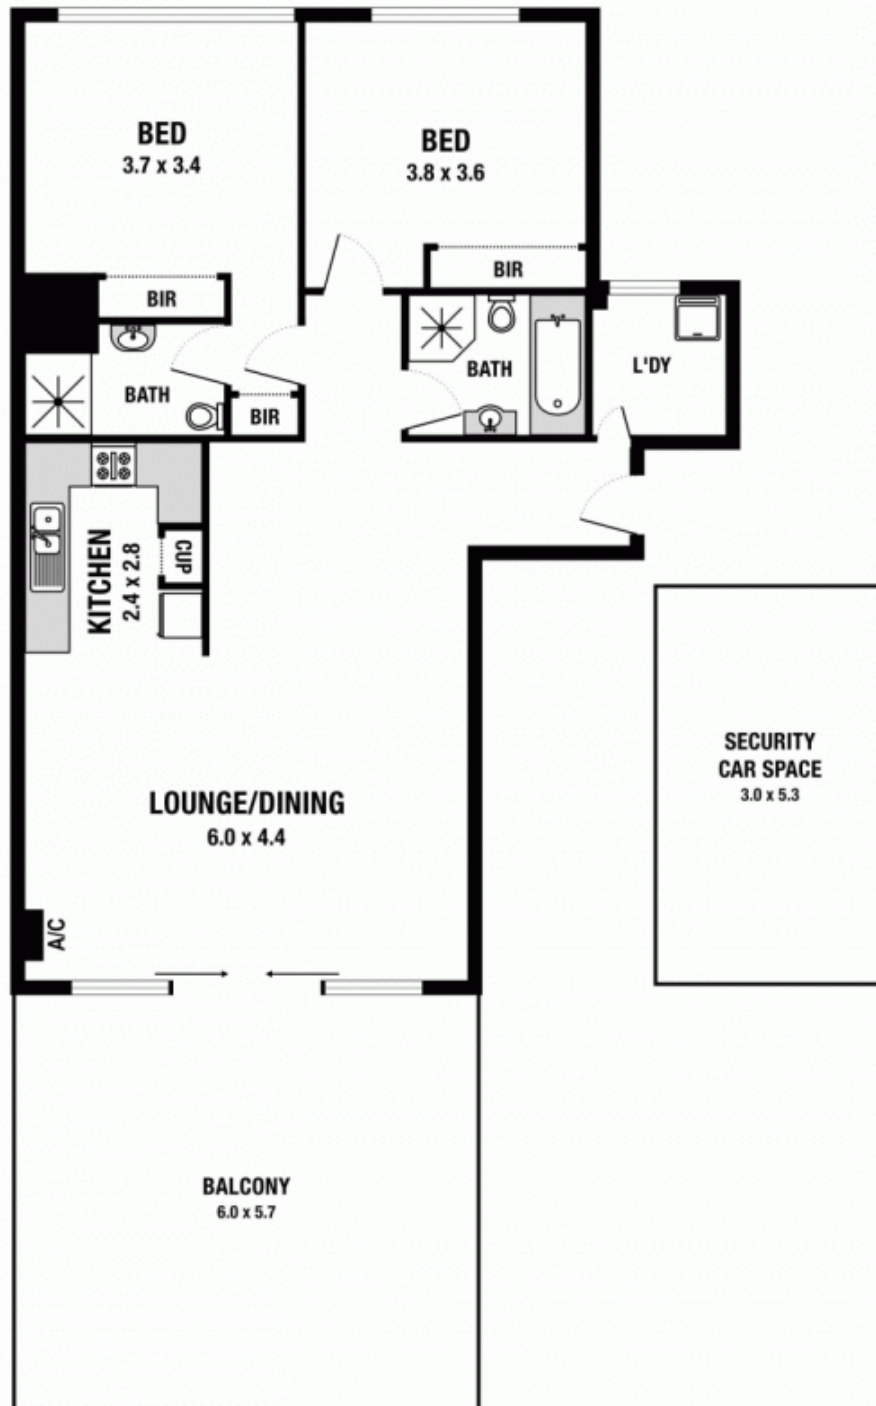 BED
3.7 x 3.4
BED
3.8 x 3.6
BIR
BIR
BATH
BIR
BATH
L'DY
KITCHEN
2.4 x 2.8
CUP
LOUNGE/DINING
6.0 x 4.4
A/C
SECURITY
CAR SPACE
3.0 x 5.3
BALCONY
6.0 x 5.7